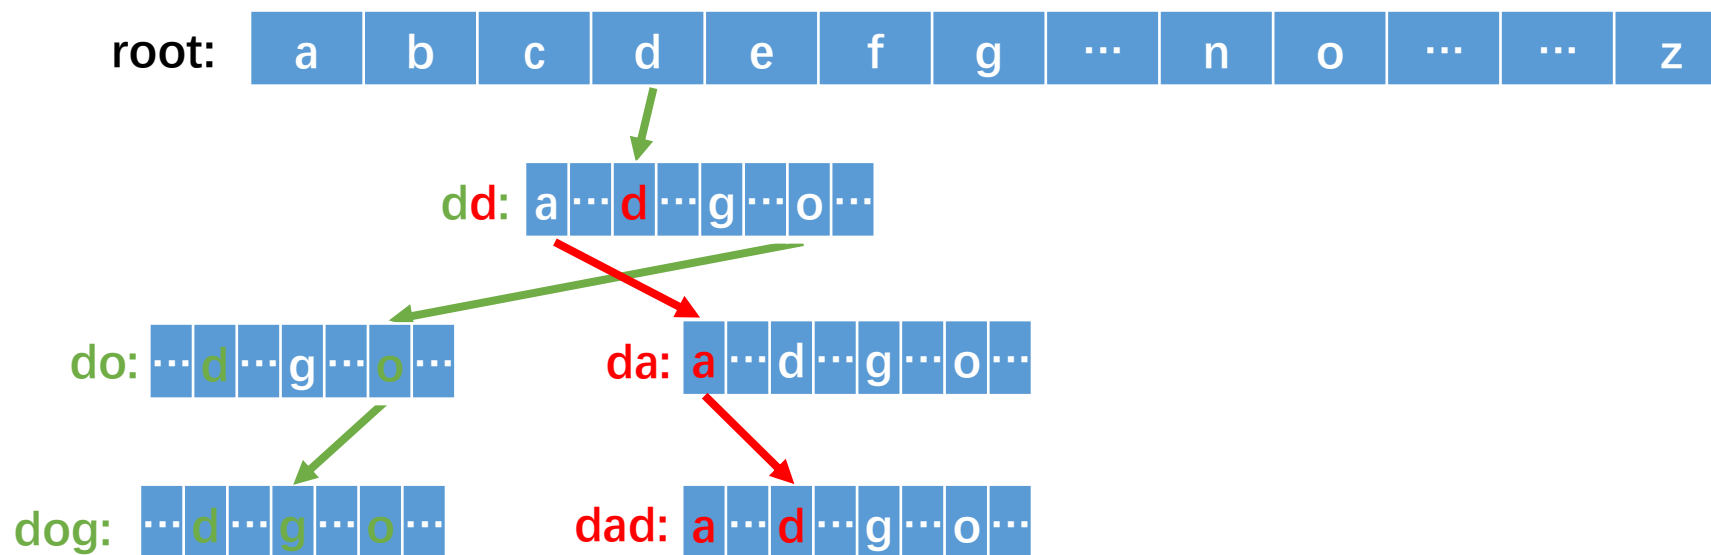 root: a b c d e f g ··· n o ··· ··· z
dd: a ··· d ··· g ··· o ···
do: ··· d ··· g ··· o ···
da: a ··· d ··· g ··· o ···
dog: ··· d ··· g ··· o ···
dad: a ··· d ··· g ··· o ···